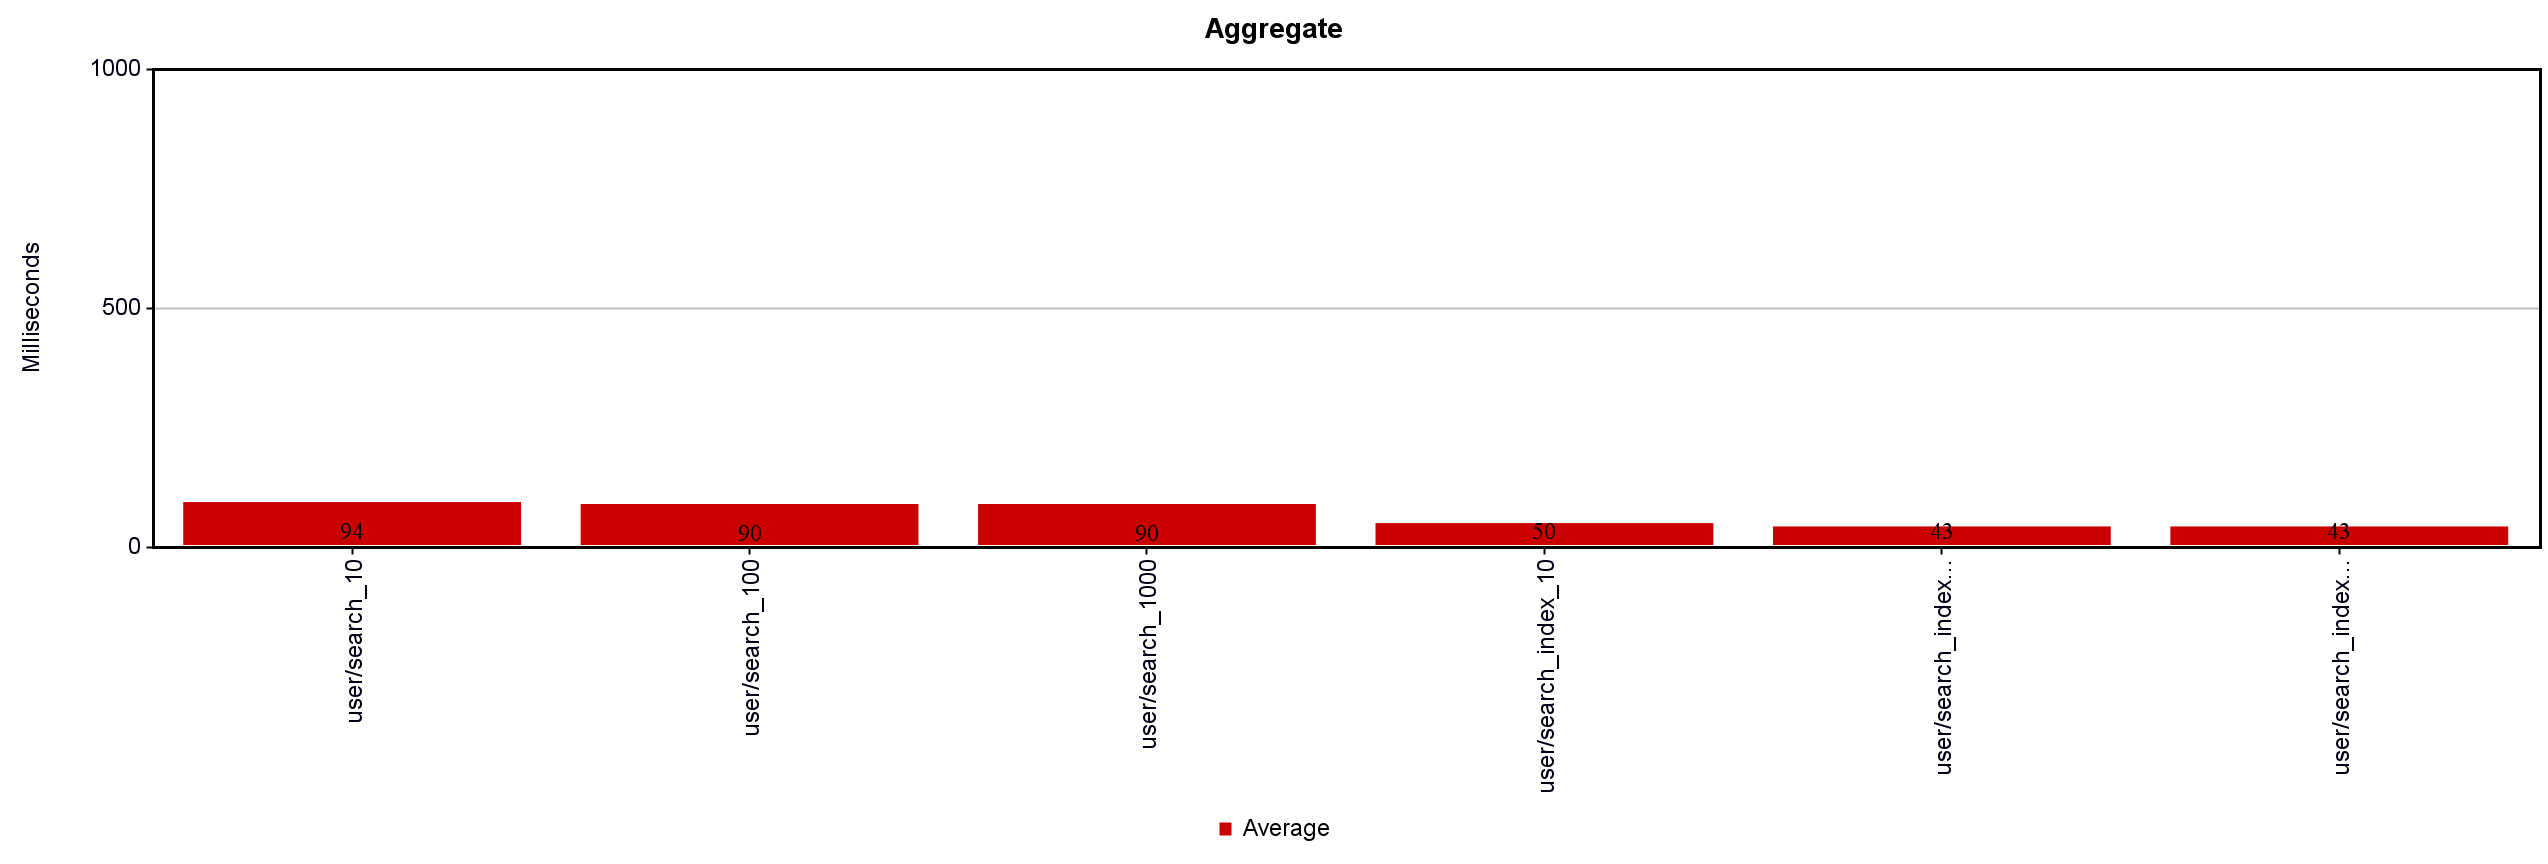 Aggregate
1000
500
0
Milliseconds
94
90
90
50
43
43
user/search_10
user/search_100
user/search_1000
user/search_index_10
user/search_index...
user/search_index...
Average